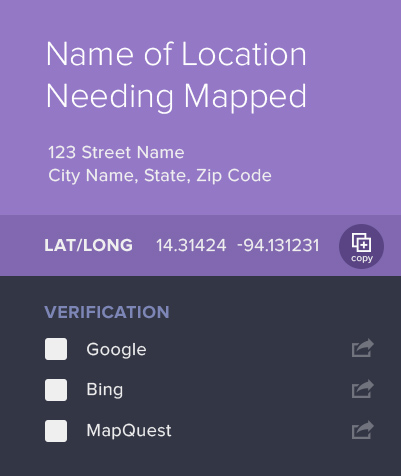 Name of Location
Needing Mapped
123 Street Name
City Name, State, Zip Code
LAT/LONG 14.31424 -94.131231 copy
VERIFICATION
Google
Bing
MapQuest